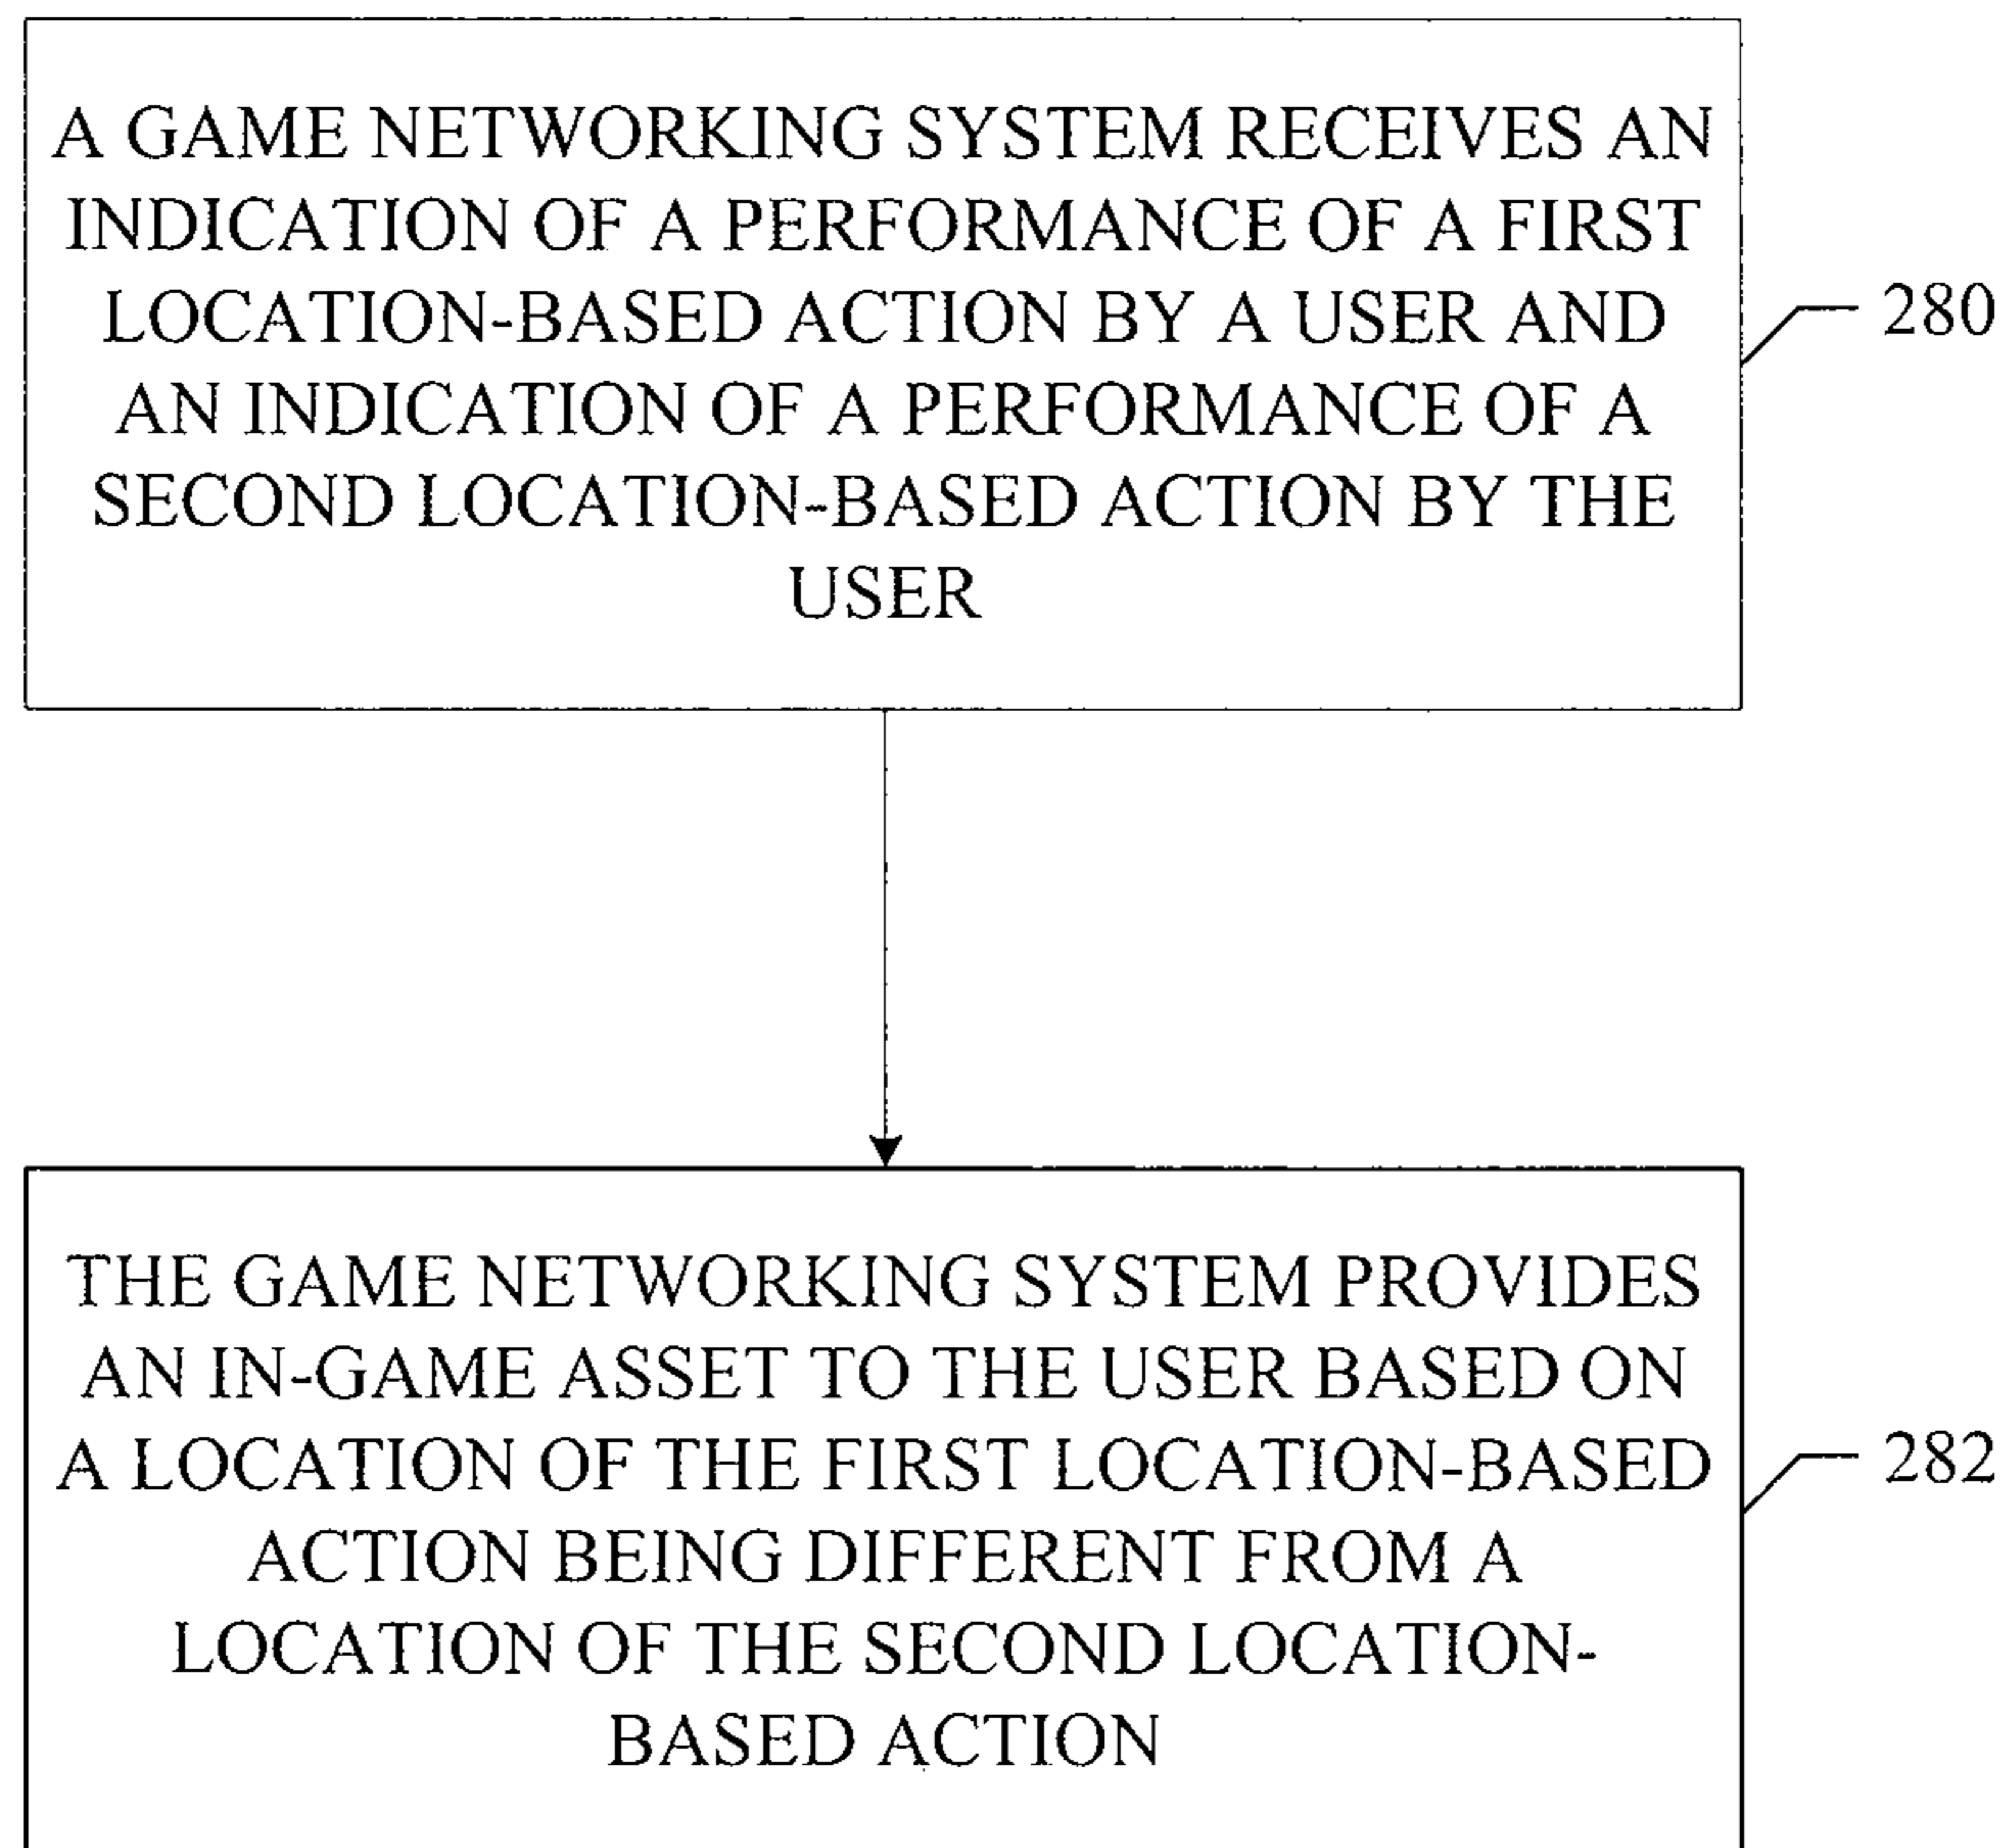 A GAME NETWORKING SYSTEM RECEIVES AN
INDICATION OF A PERFORMANCE OF A FIRST
LOCATION-BASED ACTION BY A USER AND
AN INDICATION OF A PERFORMANCE OF A
SECOND LOCATION-BASED ACTION BY THE
USER
280
THE GAME NETWORKING SYSTEM PROVIDES
AN IN-GAME ASSET TO THE USER BASED ON
A LOCATION OF THE FIRST LOCATION-BASED
ACTION BEING DIFFERENT FROM A
LOCATION OF THE SECOND LOCATION-
BASED ACTION
282